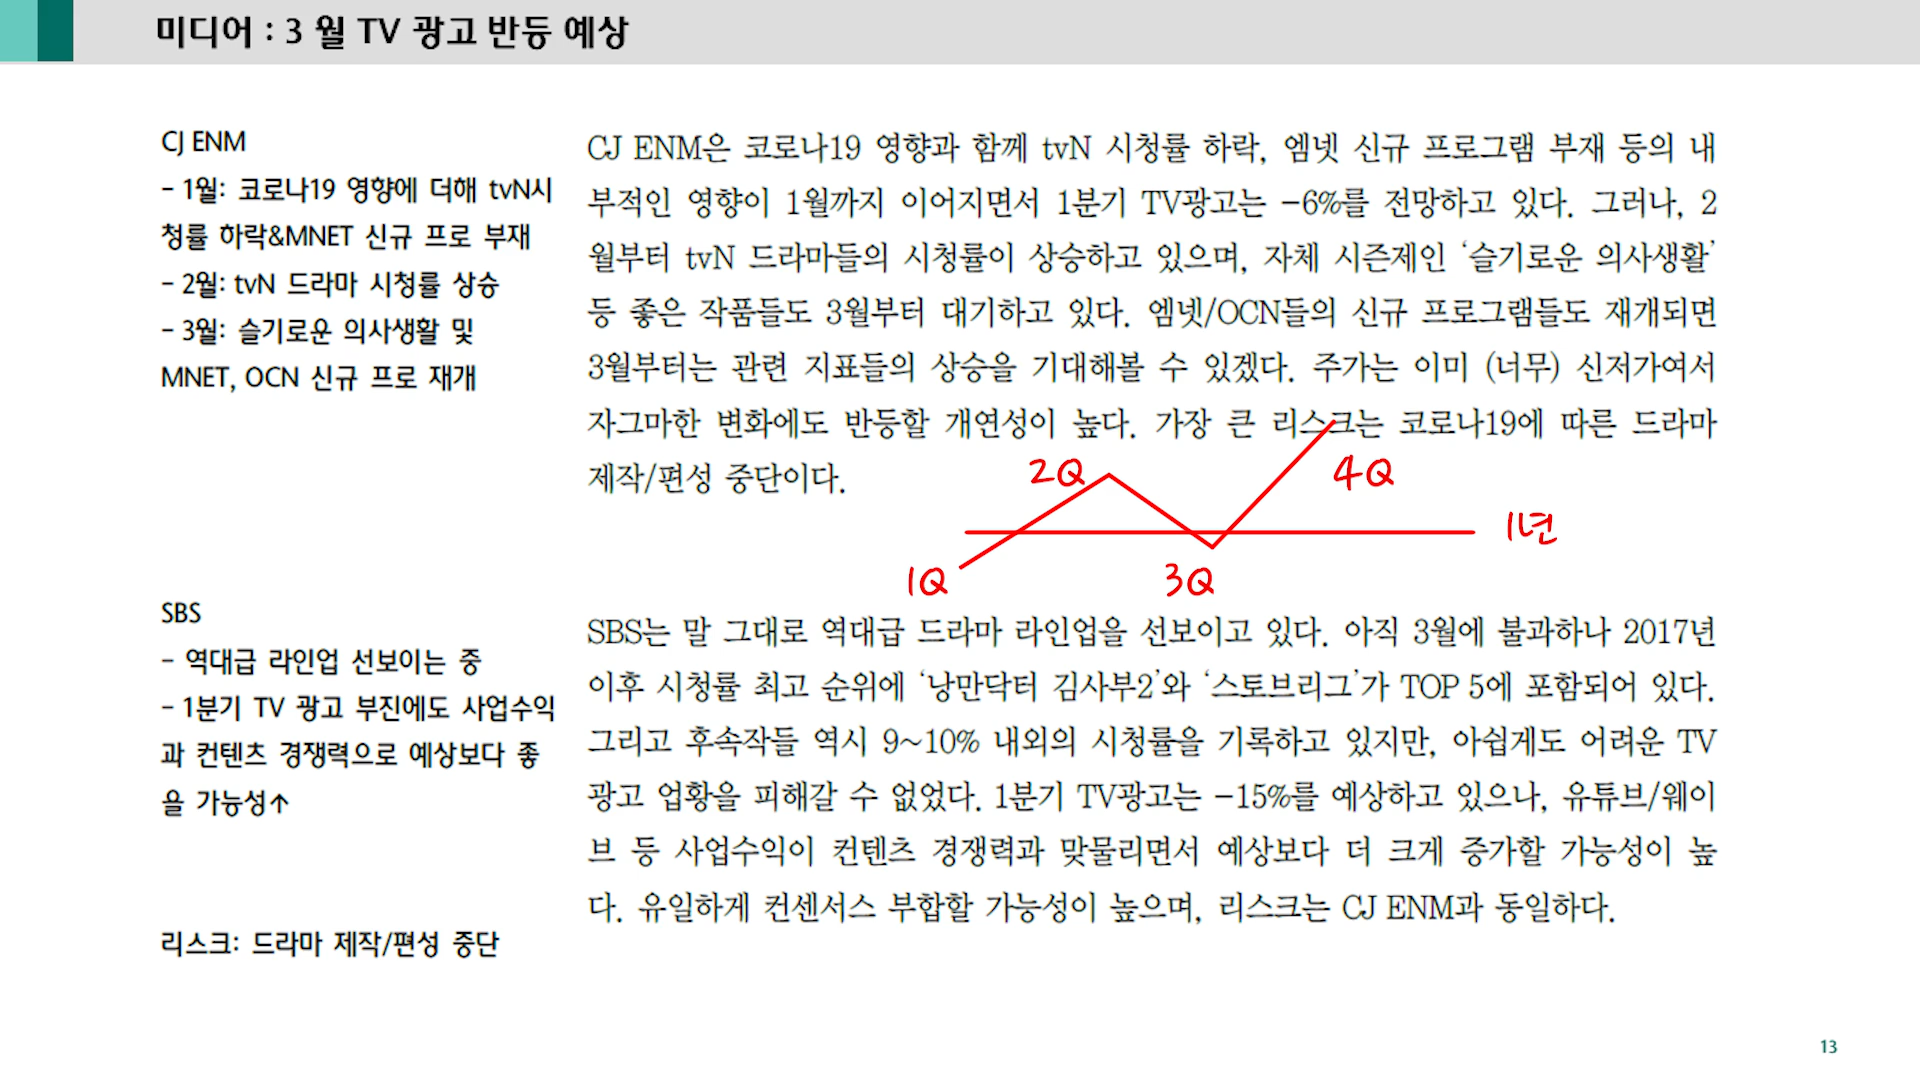 미디어 : 3 월 TV 광고 반등 예상
CJ ENM
- 1월: 코로나19 영향에 더해 tvN시
청률 하락&MNET 신규 프로 부재
- 2월: tvN 드라마 시청률 상승
- 3월: 슬기로운 의사생활 및
MNET, OCN 신규 프로 재개
SBS
- 역대급 라인업 선보이는 중
- 1분기 TV 광고 부진에도 사업수익
과 컨텐츠 경쟁력으로 예상보다 좋
을 가능성↑
리스크: 드라마 제작/편성 중단
CJ ENM은 코로나19 영향과 함께 tvN 시청률 하락, 엠넷 신규 프로그램 부재 등의 내
부적인 영향이 1월까지 이어지면서 1분기 TV광고는 -6%를 전망하고 있다. 그러나, 2
월부터 tvN 드라마들의 시청률이 상승하고 있으며, 자체 시즌제인 ‘슬기로운 의사생활’
등 좋은 작품들도 3월부터 대기하고 있다. 엠넷/OCN들의 신규 프로그램들도 재개되면
3월부터는 관련 지표들의 상승을 기대해볼 수 있겠다. 주가는 이미 (너무) 신저가여서
자그마한 변화에도 반등할 개연성이 높다. 가장 큰 리스크는 코로나19에 따른 드라마
제작/편성 중단이다.
2Q
4Q
1년
1Q
3Q
SBS는 말 그대로 역대급 드라마 라인업을 선보이고 있다. 아직 3월에 불과하나 2017년
이후 시청률 최고 순위에 ‘낭만닥터 김사부2’와 ‘스토브리그’가 TOP 5에 포함되어 있다.
그리고 후속작들 역시 9~10% 내외의 시청률을 기록하고 있지만, 아쉽게도 어려운 TV
광고 업황을 피해갈 수 없었다. 1분기 TV광고는 -15%를 예상하고 있으나, 유튜브/웨이
브 등 사업수익이 컨텐츠 경쟁력과 맞물리면서 예상보다 더 크게 증가할 가능성이 높
다. 유일하게 컨센서스 부합할 가능성이 높으며, 리스크는 CJ ENM과 동일하다.
13